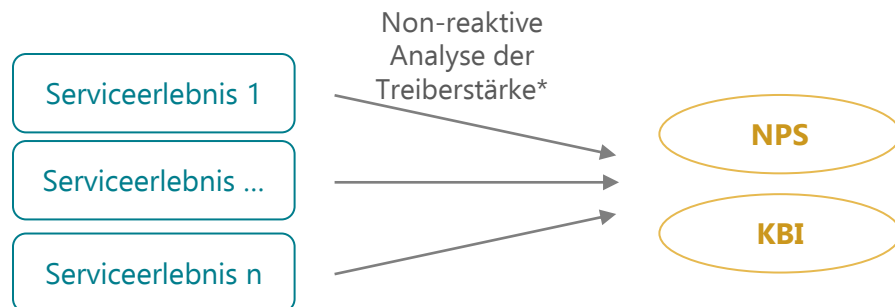 Non-reaktive
Analyse der
Treiberstärke*
Serviceerlebnis 1
Serviceerlebnis ...
Serviceerlebnis n
NPS
KBI